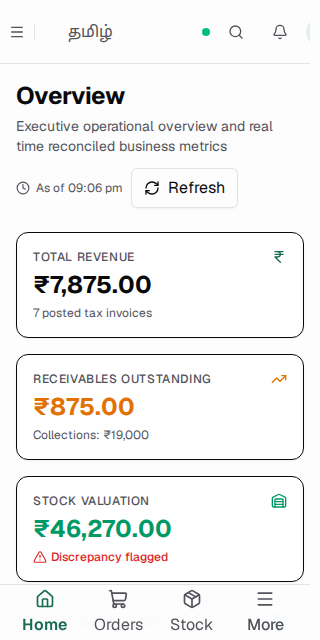 தமிழ்
Overview
Executive operational overview and real
time reconciled business metrics
As of 09:06 pm
Refresh
TOTAL REVENUE
₹7,875.00
7 posted tax invoices
RECEIVABLES OUTSTANDING
₹875.00
Collections: ₹19,000
STOCK VALUATION
₹46,270.00
Discrepancy flagged
Home Orders Stock More